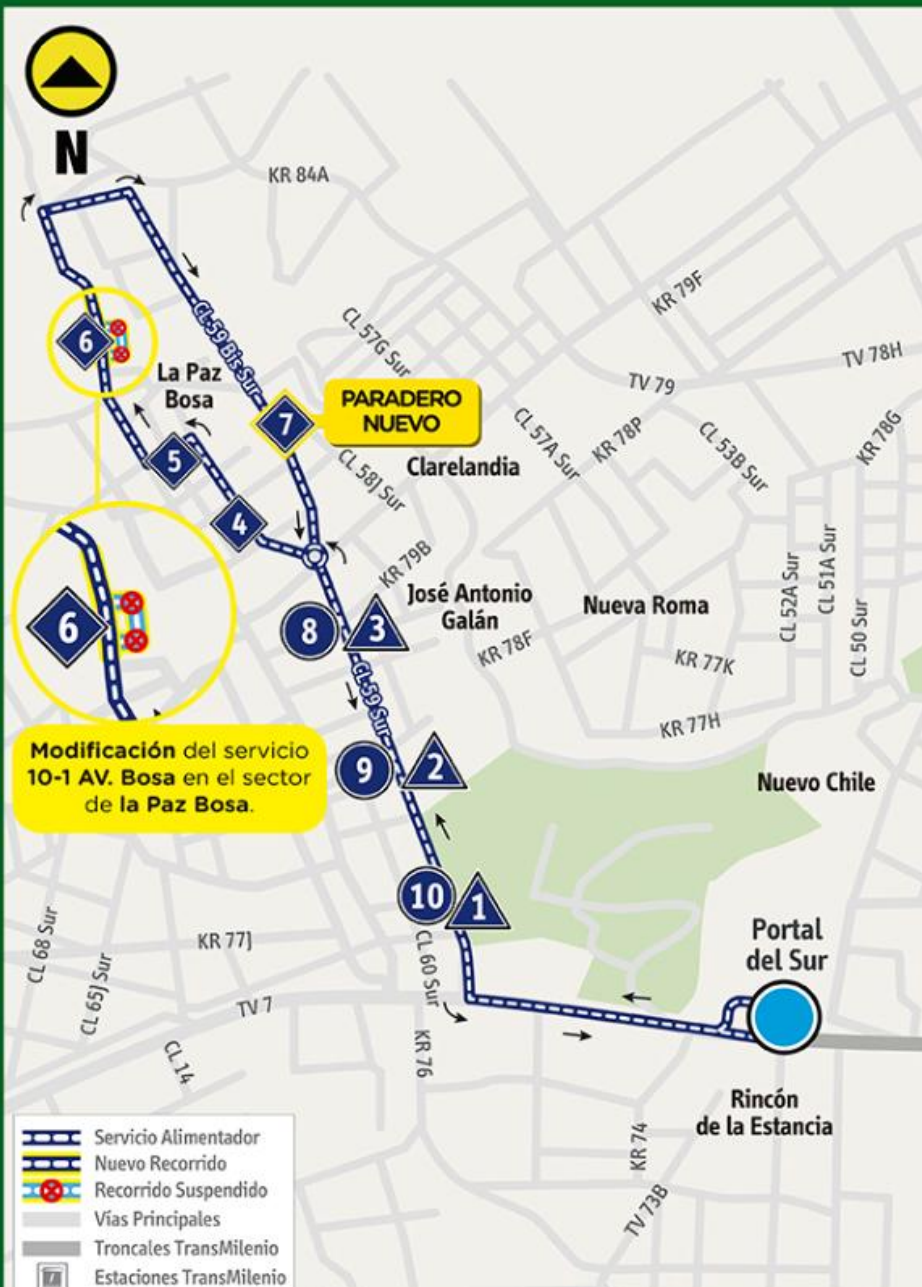 N
KR 84A
KR 79F
CL 59 Bis Sur
CL 57G Sur
6
La Paz
Bosa
TV 79
TV 78H
7
PARADERO
NUEVO
KR 78P
CL 57A Sur
CL 53B Sur
KR 78G
5
Clarelandia
CL 58J Sur
4
KR 79B
CL 52A Sur
CL 51A Sur
CL 50 Sur
6
8
3
José Antonio
Galán
Nueva Roma
KR 78F
KR 77K
CL 59 Sur
KR 77H
Modificación del servicio
10-1 AV. Bosa en el sector
de la Paz Bosa.
9
2
Nuevo Chile
10
1
CL 68 Sur
CL 65J Sur
KR 77J
CL 60 Sur
Portal
del Sur
TV 7
CL 14
KR 76
Rincón
de la Estancia
KR 74
TV 73B
Servicio Alimentador
Nuevo Recorrido
Recorrido Suspendido
Vías Principales
Troncales TransMilenio
Estaciones TransMilenio